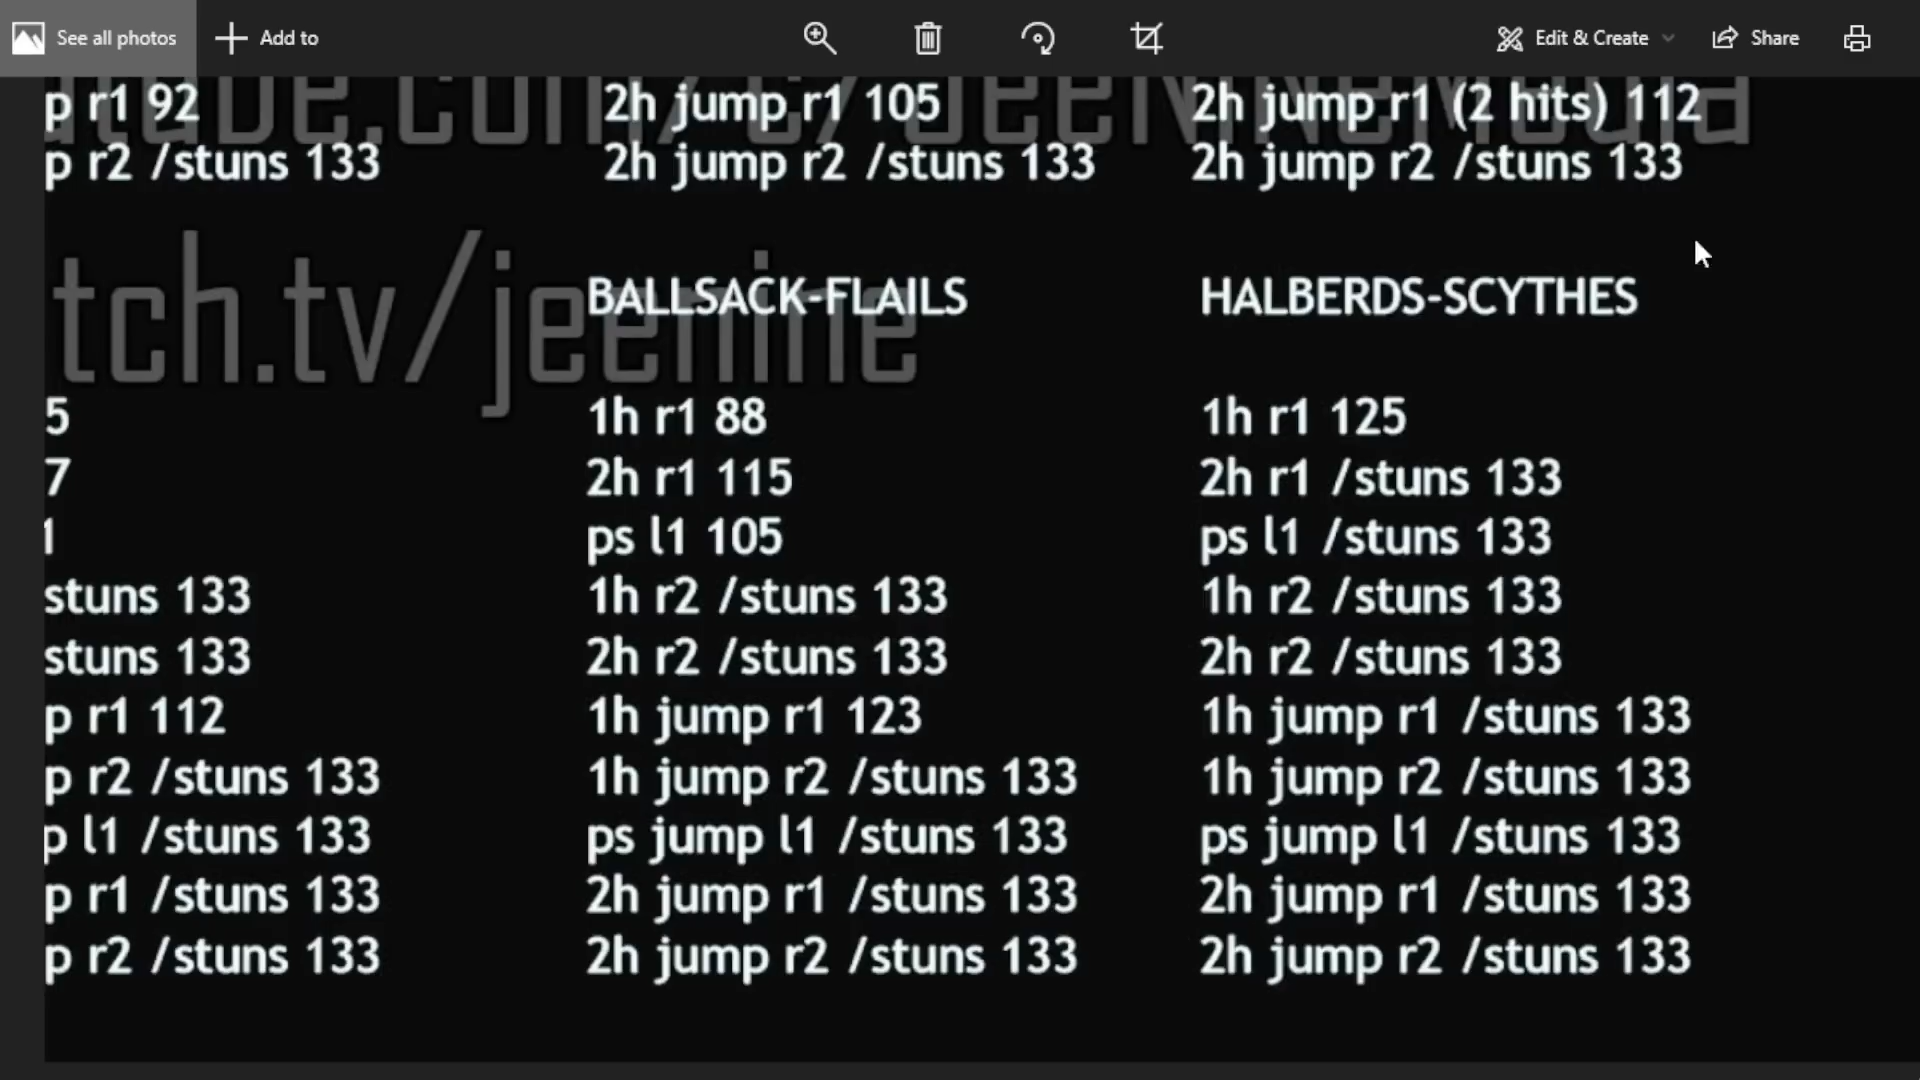 See all photos
Add to
Edit & Create
Share
p r1 92
p r2 /stuns 133
2h jump r1 105
2h jump r2 /stuns 133
2h jump r1 (2 hits) 112
2h jump r2 /stuns 133
tch.tv/jeenine
5
7
1
stuns 133
stuns 133
p r1 112
p r2 /stuns 133
p l1 /stuns 133
p r1 /stuns 133
p r2 /stuns 133
BALLSACK-FLAILS
1h r1 88
2h r1 115
ps l1 105
1h r2 /stuns 133
2h r2 /stuns 133
1h jump r1 123
1h jump r2 /stuns 133
ps jump l1 /stuns 133
2h jump r1 /stuns 133
2h jump r2 /stuns 133
HALBERDS-SCYTHES
1h r1 125
2h r1 /stuns 133
ps l1 /stuns 133
1h r2 /stuns 133
2h r2 /stuns 133
1h jump r1 /stuns 133
1h jump r2 /stuns 133
ps jump l1 /stuns 133
2h jump r1 /stuns 133
2h jump r2 /stuns 133